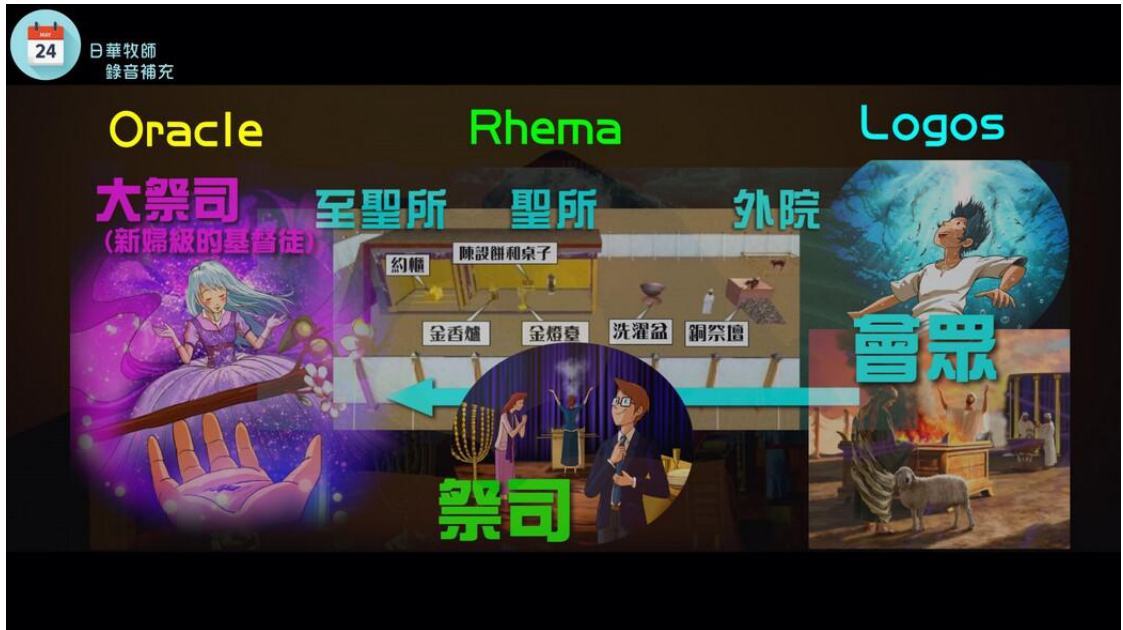 MAY
24
日華牧師
錄音補充
Oracle
Rhema
Logos
大祭司
(新婦級的基督徒)
至聖所
聖所
外院
約櫃
陳設餅和桌子
金香爐
金燈臺
洗濯盆
銅祭壇
會眾
祭司